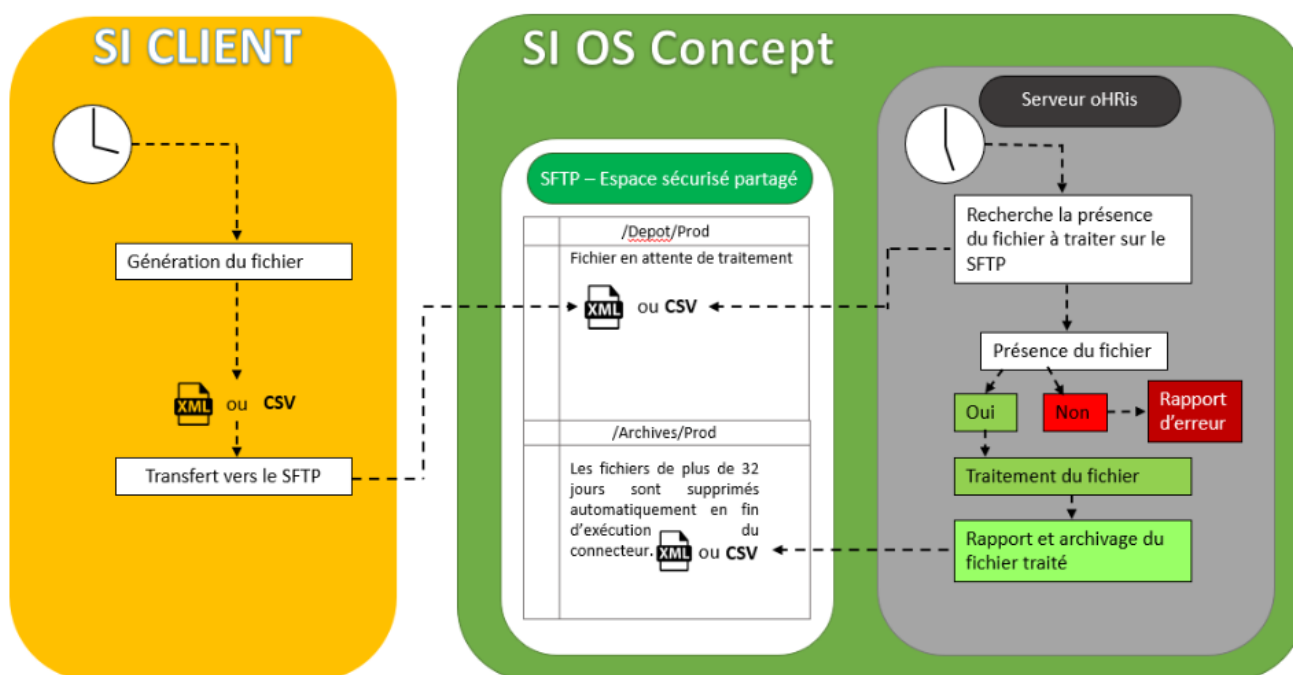 SI CLIENT
Génération du fichier
XML ou CSV
Transfert vers le SFTP
SI OS Concept
SFTP – Espace sécurisé partagé
/Depot/Prod
Fichier en attente de traitement
XML ou CSV
/Archives/Prod
Les fichiers de plus de 32
jours sont supprimés
automatiquement en fin
d’exécution du
connecteur. XML ou CSV
Serveur oHRis
Recherche la présence
du fichier à traiter sur le
SFTP
Présence du fichier
Oui
Non
Rapport
d’erreur
Traitement du fichier
Rapport et archivage du
fichier traité